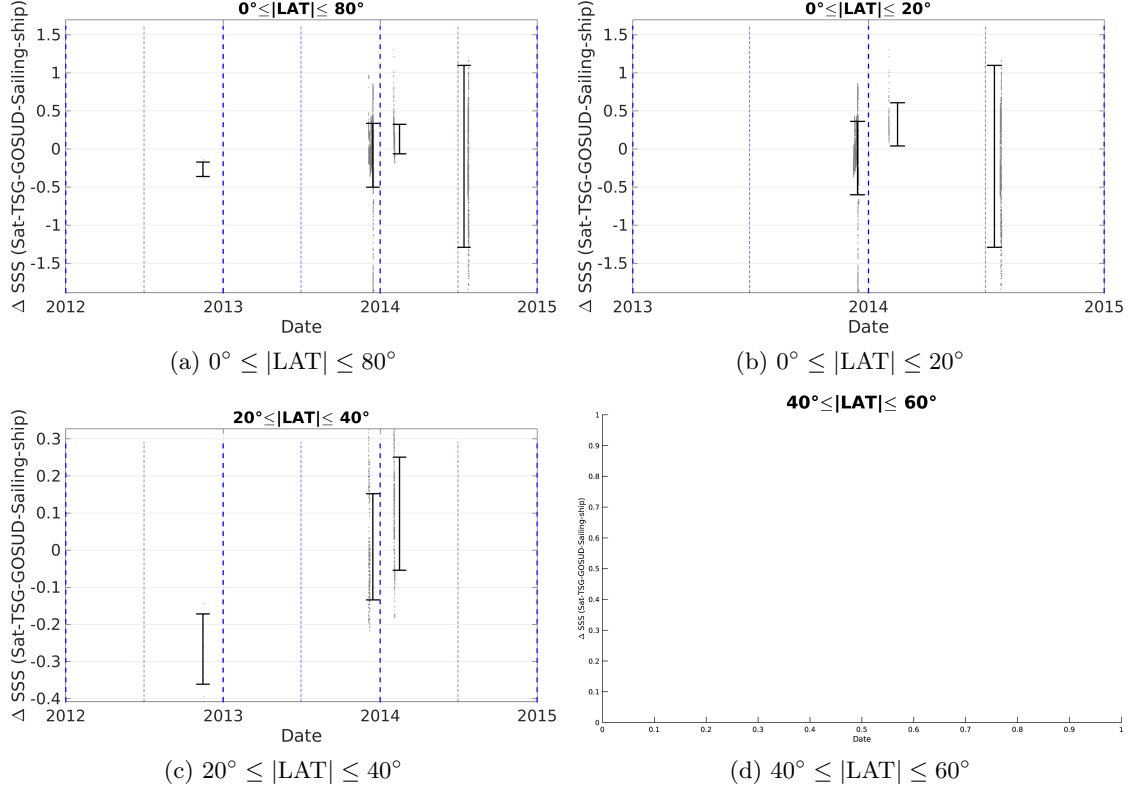 0°≤|LAT|≤ 80°
Δ SSS (Sat-TSG-GOSUD-Sailing-ship)
1.5
1
0.5
0
-0.5
-1
-1.5
2012 2013 2014 2015
Date
(a) 0° ≤ |LAT| ≤ 80°
0°≤|LAT|≤ 20°
Δ SSS (Sat-TSG-GOSUD-Sailing-ship)
1.5
1
0.5
0
-0.5
-1
-1.5
2013 2014 2015
Date
(b) 0° ≤ |LAT| ≤ 20°
20°≤|LAT|≤ 40°
Δ SSS (Sat-TSG-GOSUD-Sailing-ship)
0.3
0.2
0.1
0
-0.1
-0.2
-0.3
-0.4
2012 2013 2014 2015
Date
(c) 20° ≤ |LAT| ≤ 40°
40°≤|LAT|≤ 60°
Δ SSS (Sat-TSG-GOSUD-Sailing-ship)
1
0.9
0.8
0.7
0.6
0.5
0.4
0.3
0.2
0.1
0
0 0.1 0.2 0.3 0.4 0.5 0.6 0.7 0.8 0.9 1
Date
(d) 40° ≤ |LAT| ≤ 60°